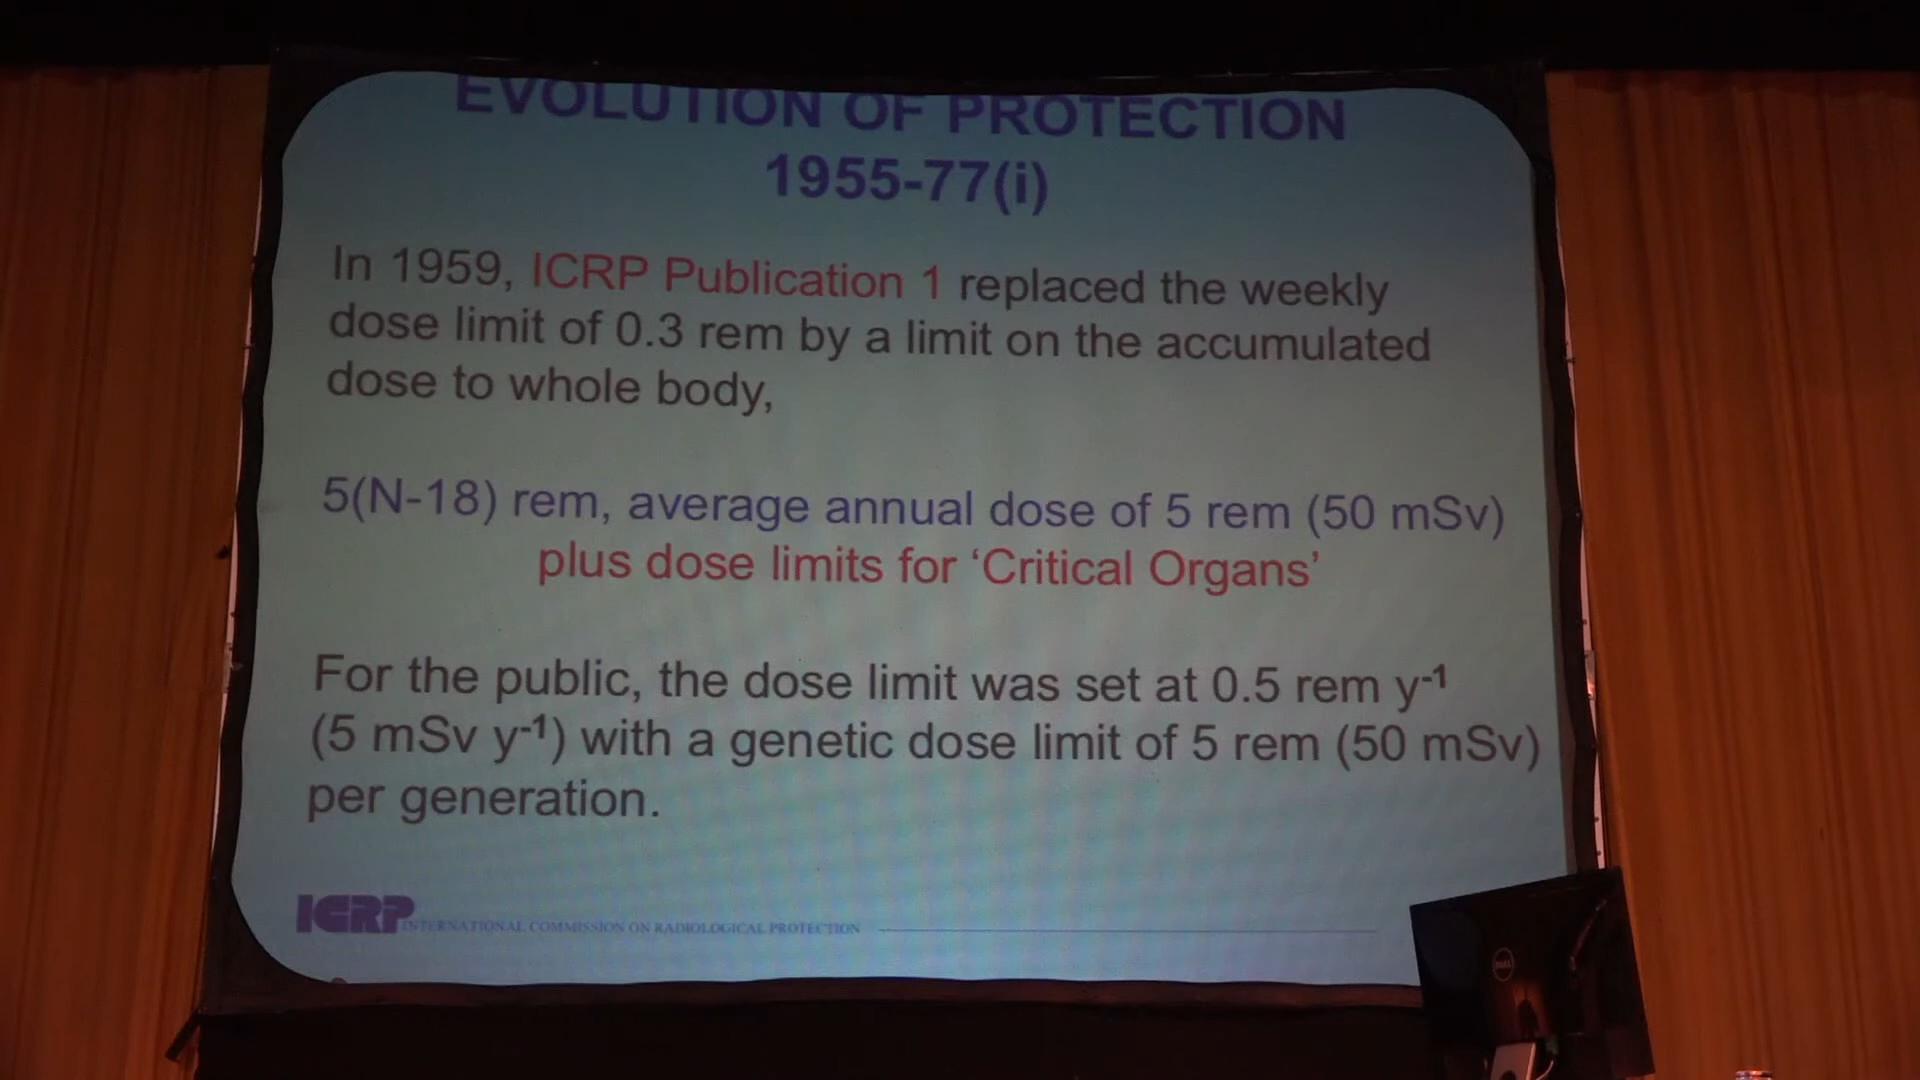 EVOLUTION OF PROTECTION
1955-77(i)
In 1959, ICRP Publication 1 replaced the weekly
dose limit of 0.3 rem by a limit on the accumulated
dose to whole body,
5(N-18) rem, average annual dose of 5 rem (50 mSv)
plus dose limits for ‘Critical Organs’
For the public, the dose limit was set at 0.5 rem y-1
(5 mSv y-1) with a genetic dose limit of 5 rem (50 mSv)
per generation.
ICRP INTERNATIONAL COMMISSION ON RADIOLOGICAL PROTECTION
DELL